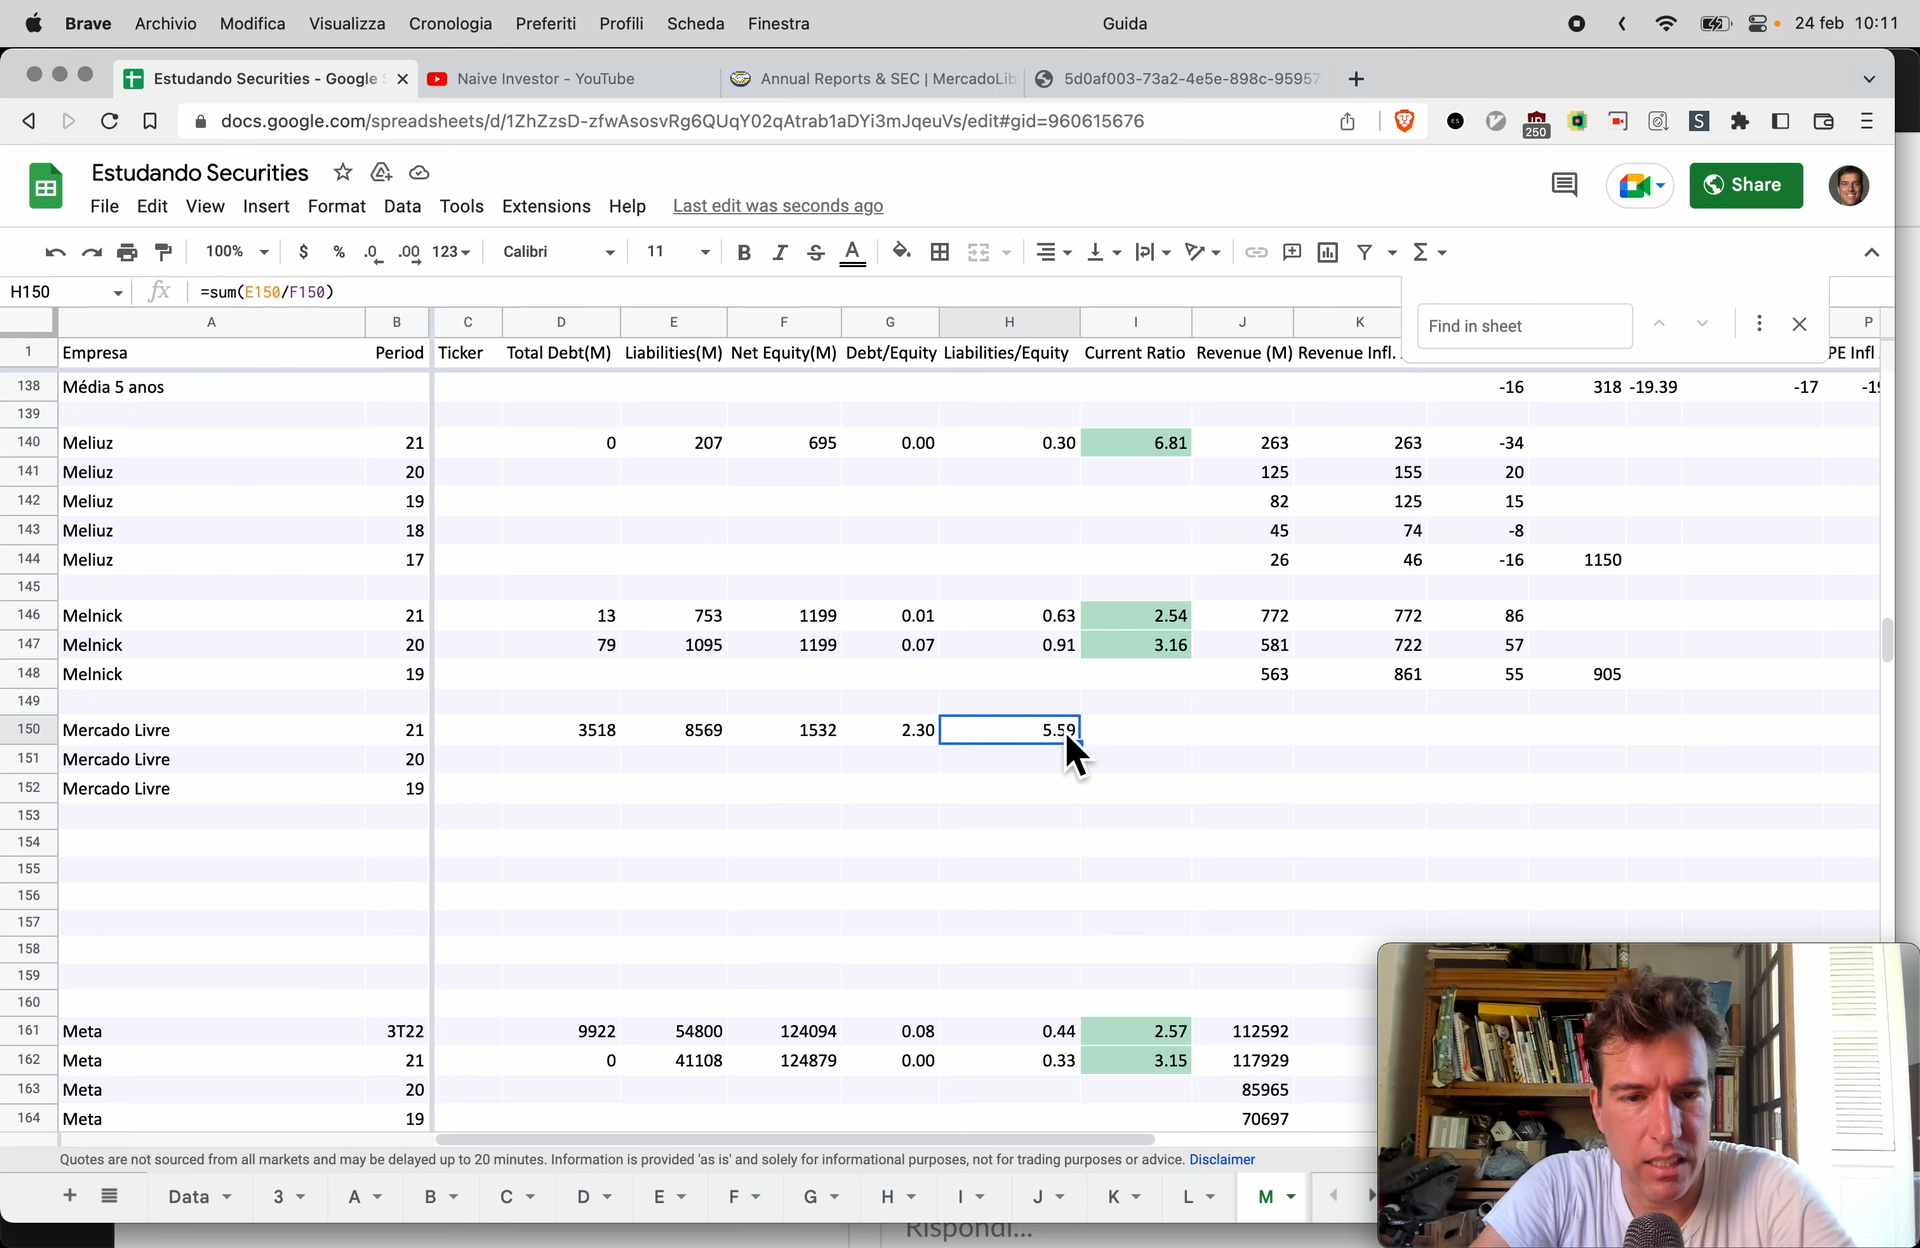 Brave Archivio Modifica Visualizza Cronologia Preferiti Profili Scheda Finestra Guida 24 feb 10:11
Estudando Securities - Google S Naive Investor - YouTube Annual Reports & SEC | MercadoLib 5d0af003-73a2-4e5e-898c-95957
docs.google.com/spreadsheets/d/1ZhZzsD-zfwAsosvRg6QUqY02qAtrab1aDYi3mJqeuVs/edit#gid=960615676 250
Estudando Securities Share
File Edit View Insert Format Data Tools Extensions Help Last edit was seconds ago
100% $ % .0 .00 123 Calibri 11 B I S A
H150 fx =sum(E150/F150)
Find in sheet
A B C D E F G H I J K P
1 Empresa Period Ticker Total Debt(M) Liabilities(M) Net Equity(M) Debt/Equity Liabilities/Equity Current Ratio Revenue (M) Revenue Infl. PE Infl
138 Média 5 anos -16 318 -19.39 -17
139
140 Meliuz 21 0 207 695 0.00 0.30 6.81 263 263 -34
141 Meliuz 20 125 155 20
142 Meliuz 19 82 125 15
143 Meliuz 18 45 74 -8
144 Meliuz 17 26 46 -16 1150
145
146 Melnick 21 13 753 1199 0.01 0.63 2.54 772 772 86
147 Melnick 20 79 1095 1199 0.07 0.91 3.16 581 722 57
148 Melnick 19 563 861 55 905
149
150 Mercado Livre 21 3518 8569 1532 2.30 5.59
151 Mercado Livre 20
152 Mercado Livre 19
153
154
155
156
157
158
159
160
161 Meta 3T22 9922 54800 124094 0.08 0.44 2.57 112592
162 Meta 21 0 41108 124879 0.00 0.33 3.15 117929
163 Meta 20 85965
164 Meta 19 70697
Quotes are not sourced from all markets and may be delayed up to 20 minutes. Information is provided 'as is' and solely for informational purposes, not for trading purposes or advice. Disclaimer
+ Data 3 A B C D E F G H I J K L M
Rispondi...